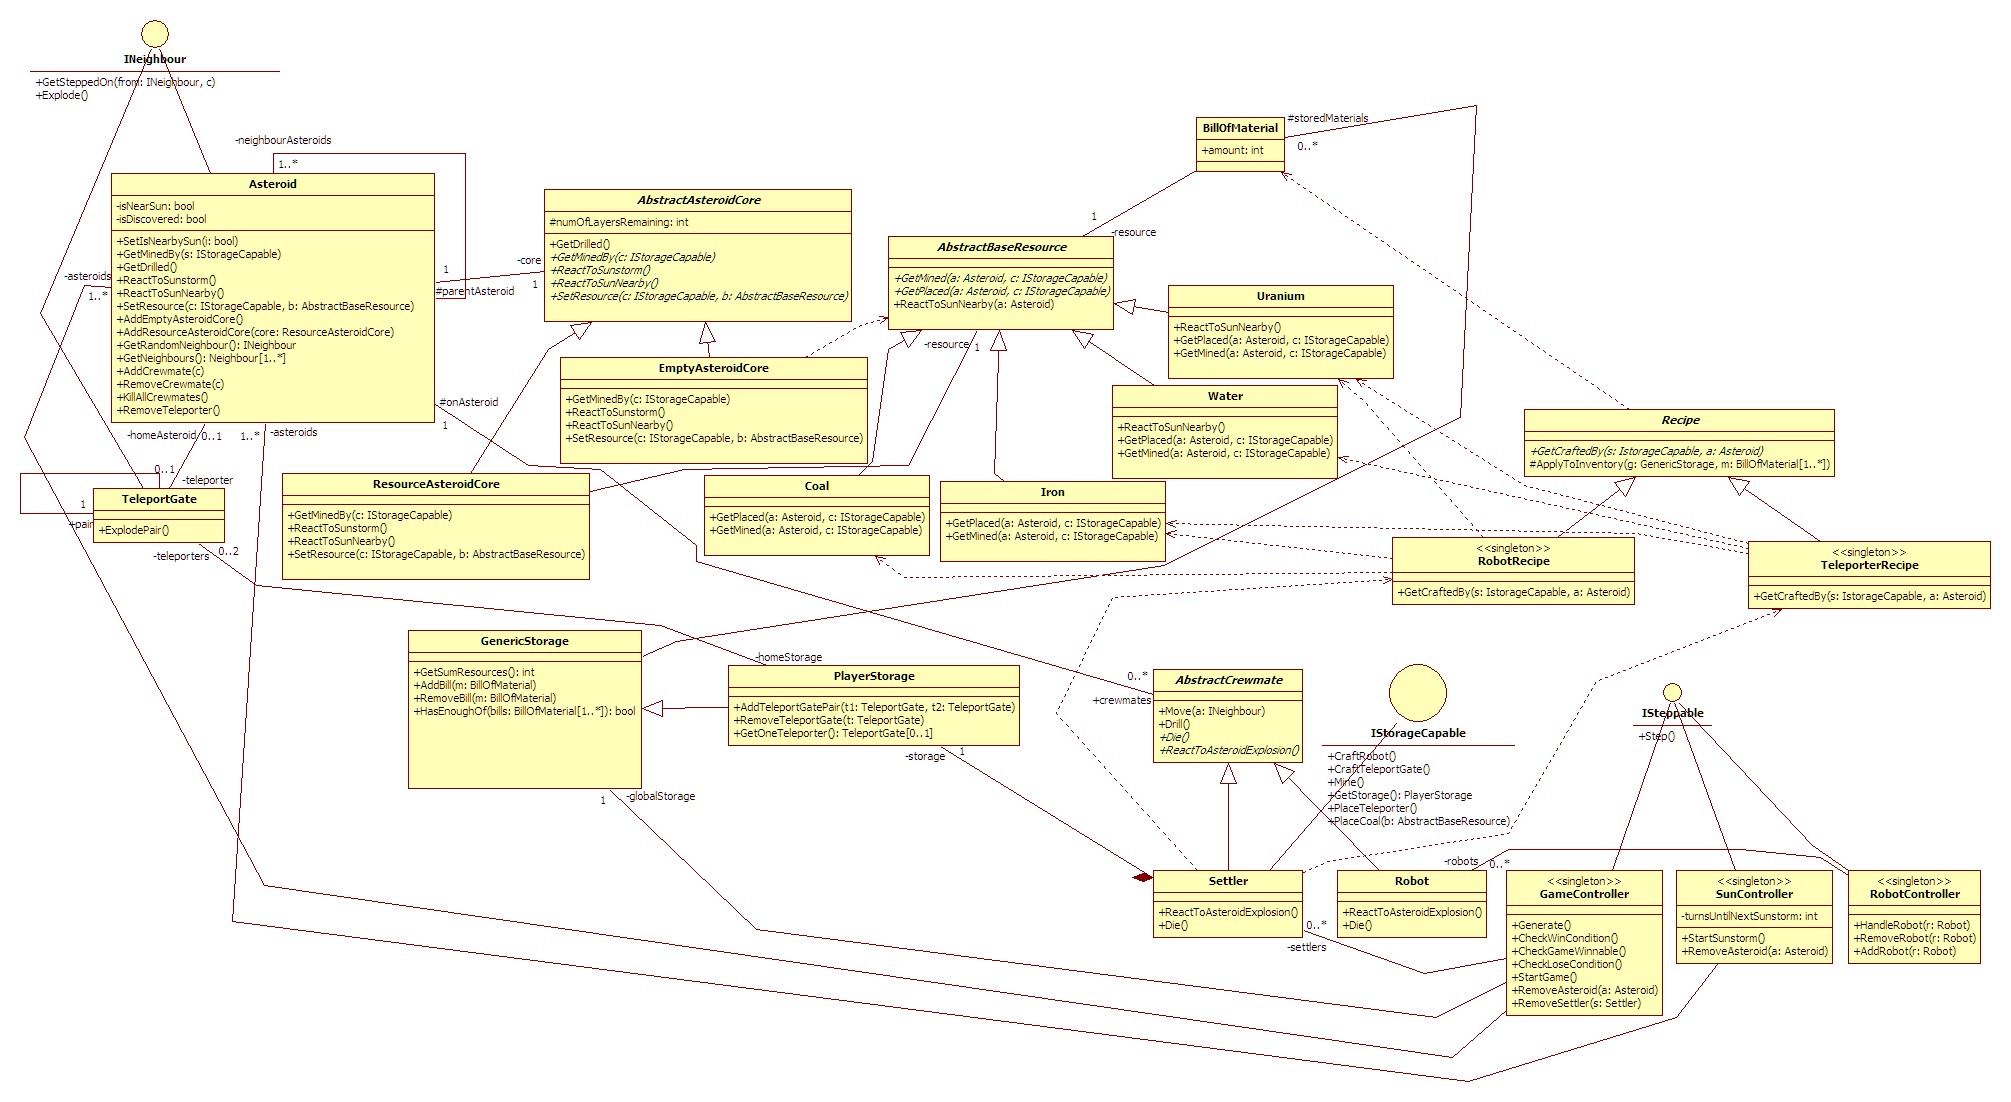 INeighbour
+GetSteppedOn(from: INeighbour, c)
+Explode()
-neighbourAsteroids
1..*
Asteroid
-isNearSun: bool
-isDiscovered: bool
+SetIsNearbySun(i: bool)
+GetMinedBy(s: IStorageCapable)
+GetDrilled()
+ReactToSunstorm()
+ReactToSunNearby()
+SetResource(c: IStorageCapable, b: AbstractBaseResource)
+AddEmptyAsteroidCore()
+AddResourceAsteroidCore(core: ResourceAsteroidCore)
+GetRandomNeighbour(): INeighbour
+GetNeighbours(): Neighbour[1..*]
+AddCrewmate(c)
+RemoveCrewmate(c)
+KillAllCrewmates()
+RemoveTeleporter()
-asteroids
1..*
1
#parentAsteroid
-core
1
#onAsteroid
1
-homeAsteroid
0..1
1..*
-asteroids
AbstractAsteroidCore
#numOfLayersRemaining: int
+GetDrilled()
+GetMinedBy(c: IStorageCapable)
+ReactToSunstorm()
+ReactToSunNearby()
+SetResource(c: IStorageCapable, b: AbstractBaseResource)
BillOfMaterial
+amount: int
#storedMaterials
0..*
1
-resource
AbstractBaseResource
+GetMined(a: Asteroid, c: IStorageCapable)
+GetPlaced(a: Asteroid, c: IStorageCapable)
+ReactToSunNearby(a: Asteroid)
-resource
1
Uranium
+ReactToSunNearby()
+GetPlaced(a: Asteroid, c: IStorageCapable)
+GetMined(a: Asteroid, c: IStorageCapable)
EmptyAsteroidCore
+GetMinedBy(c: IStorageCapable)
+ReactToSunstorm()
+ReactToSunNearby()
+SetResource(c: IStorageCapable, b: AbstractBaseResource)
Water
+ReactToSunNearby()
+GetPlaced(a: Asteroid, c: IStorageCapable)
+GetMined(a: Asteroid, c: IStorageCapable)
Recipe
+GetCraftedBy(s: IstorageCapable, a: Asteroid)
#ApplyToInventory(g: GenericStorage, m: BillOfMaterial[1..*])
0..1
-teleporter
1
+pair
TeleportGate
+ExplodePair()
-teleporters
0..2
ResourceAsteroidCore
+GetMinedBy(c: IStorageCapable)
+ReactToSunstorm()
+ReactToSunNearby()
+SetResource(c: IStorageCapable, b: AbstractBaseResource)
Coal
+GetPlaced(a: Asteroid, c: IStorageCapable)
+GetMined(a: Asteroid, c: IStorageCapable)
Iron
+GetPlaced(a: Asteroid, c: IStorageCapable)
+GetMined(a: Asteroid, c: IStorageCapable)
<<singleton>>
RobotRecipe
+GetCraftedBy(s: IstorageCapable, a: Asteroid)
<<singleton>>
TeleporterRecipe
+GetCraftedBy(s: IstorageCapable, a: Asteroid)
GenericStorage
+GetSumResources(): int
+AddBill(m: BillOfMaterial)
+RemoveBill(m: BillOfMaterial)
+HasEnoughOf(bills: BillOfMaterial[1..*]): bool
1
-globalStorage
-homeStorage
PlayerStorage
+AddTeleportGatePair(t1: TeleportGate, t2: TeleportGate)
+RemoveTeleportGate(t: TeleportGate)
+GetOneTeleporter(): TeleportGate[0..1]
-storage
1
0..*
+crewmates
AbstractCrewmate
+Move(a: INeighbour)
+Drill()
+Die()
+ReactToAsteroidExplosion()
IStorageCapable
+CraftRobot()
+CraftTeleportGate()
+Mine()
+GetStorage(): PlayerStorage
+PlaceTeleporter()
+PlaceCoal(b: AbstractBaseResource)
ISteppable
+Step()
Settler
+ReactToAsteroidExplosion()
+Die()
0..*
-settlers
Robot
+ReactToAsteroidExplosion()
+Die()
-robots
0..*
<<singleton>>
GameController
+Generate()
+CheckWinCondition()
+CheckGameWinnable()
+CheckLoseCondition()
+StartGame()
+RemoveAsteroid(a: Asteroid)
+RemoveSettler(s: Settler)
<<singleton>>
SunController
-turnsUntilNextSunstorm: int
+StartSunstorm()
+RemoveAsteroid(a: Asteroid)
<<singleton>>
RobotController
+HandleRobot(r: Robot)
+RemoveRobot(r: Robot)
+AddRobot(r: Robot)